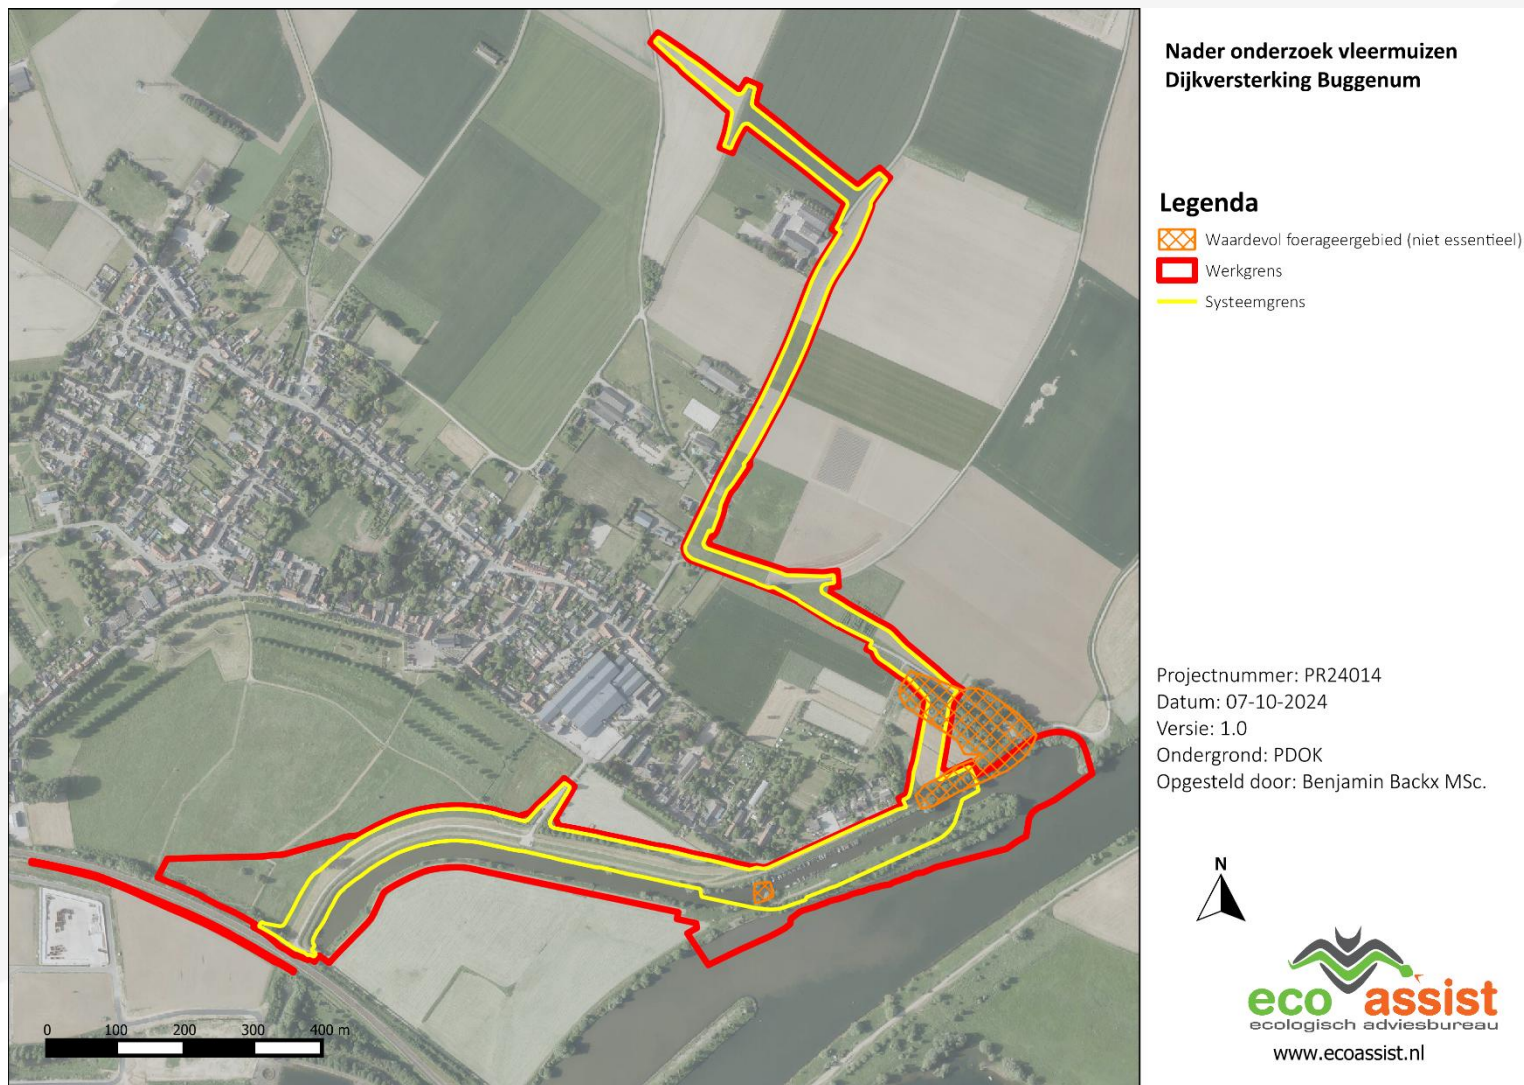 Nader onderzoek vleermuizen
Dijkversterking Buggenum
Legenda
Waardevol foerageergebied (niet essentieel)
Werkgrens
Systeemgrens
Projectnummer: PR24014
Datum: 07-10-2024
Versie: 1.0
Ondergrond: PDOK
Opgesteld door: Benjamin Backx MSc.
N
0 100 200 300 400 m
eco assist
ecologisch adviesbureau
www.ecoassist.nl